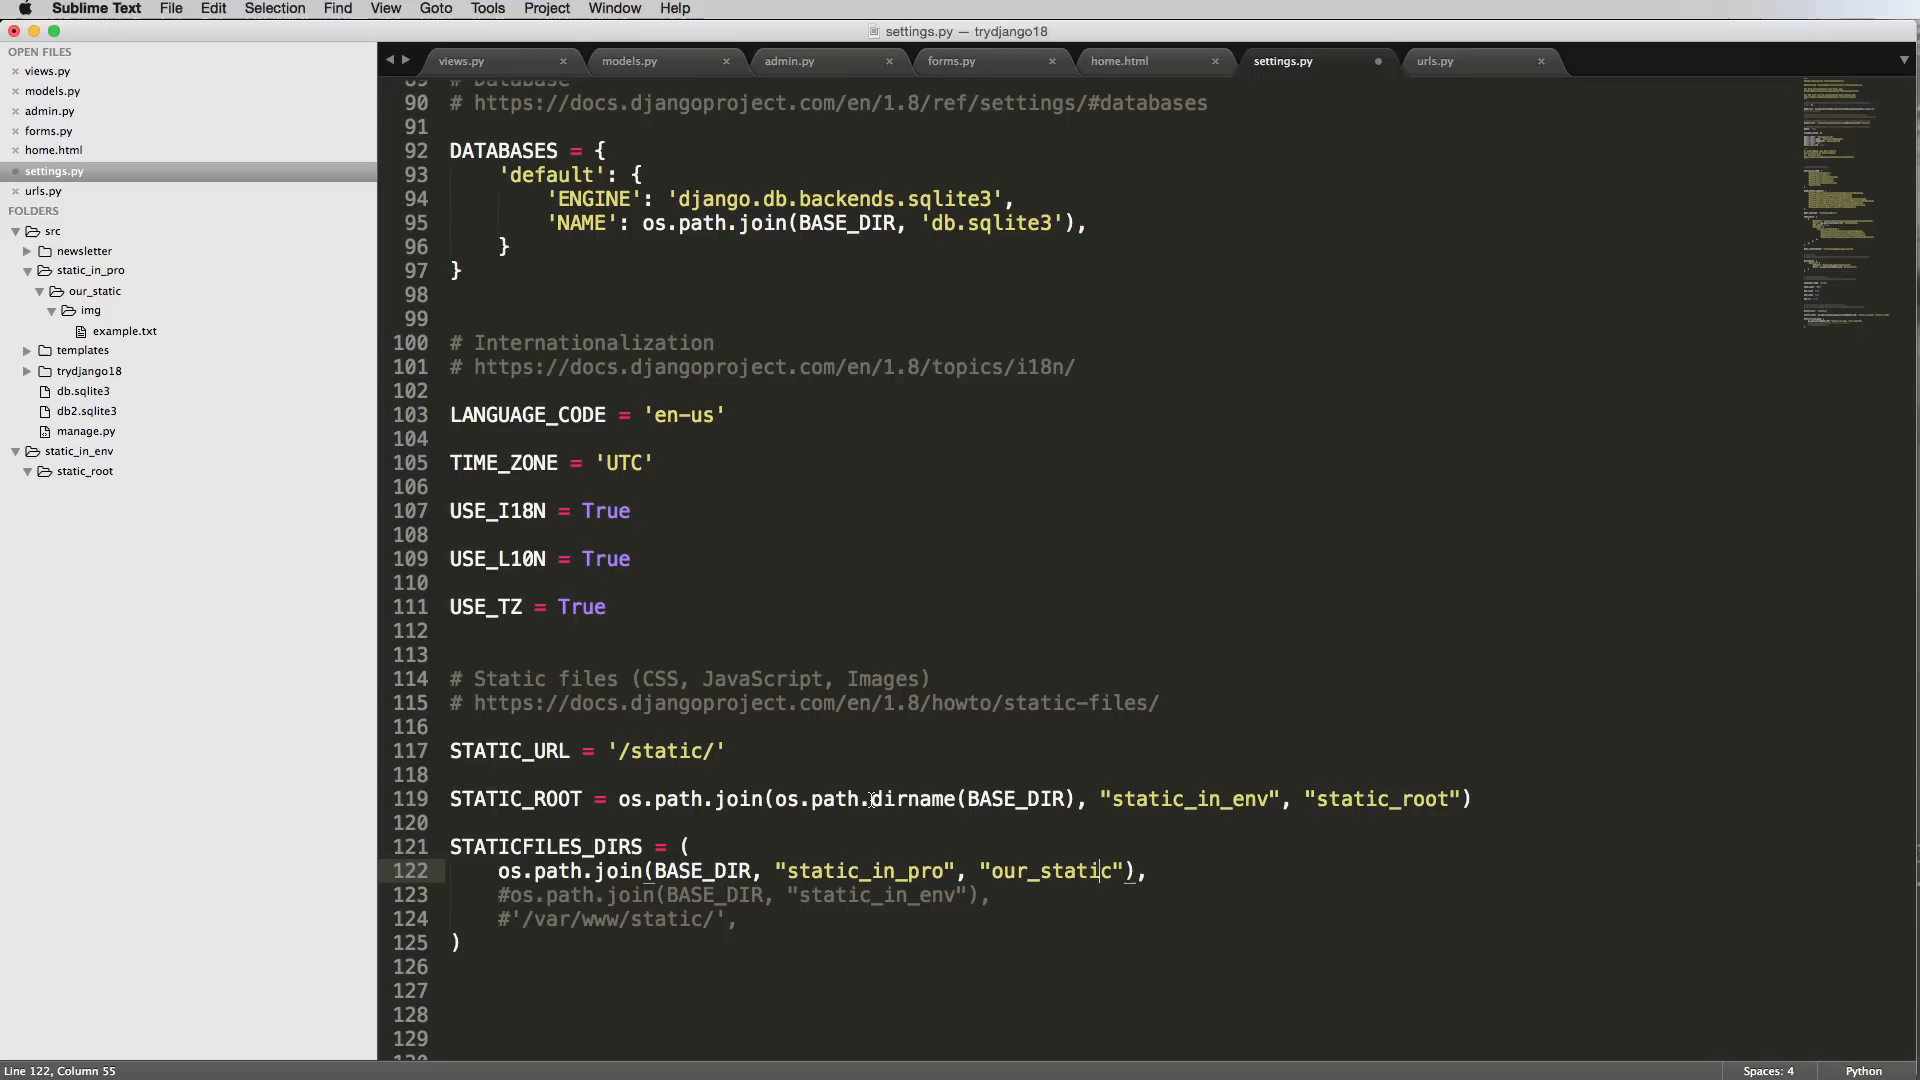 Sublime Text File Edit Selection Find View Goto Tools Project Window Help
settings.py — trydjango18
OPEN FILES
views.py
models.py
admin.py
forms.py
home.html
settings.py
urls.py
FOLDERS
src
newsletter
static_in_pro
our_static
img
example.txt
templates
trydjango18
db.sqlite3
db2.sqlite3
manage.py
static_in_env
static_root
views.py models.py admin.py forms.py home.html settings.py urls.py
89 # Database
90 # https://docs.djangoproject.com/en/1.8/ref/settings/#databases
91
92 DATABASES = {
93 'default': {
94 'ENGINE': 'django.db.backends.sqlite3',
95 'NAME': os.path.join(BASE_DIR, 'db.sqlite3'),
96 }
97 }
98
99
100 # Internationalization
101 # https://docs.djangoproject.com/en/1.8/topics/i18n/
102
103 LANGUAGE_CODE = 'en-us'
104
105 TIME_ZONE = 'UTC'
106
107 USE_I18N = True
108
109 USE_L10N = True
110
111 USE_TZ = True
112
113
114 # Static files (CSS, JavaScript, Images)
115 # https://docs.djangoproject.com/en/1.8/howto/static-files/
116
117 STATIC_URL = '/static/'
118
119 STATIC_ROOT = os.path.join(os.path.dirname(BASE_DIR), "static_in_env", "static_root")
120
121 STATICFILES_DIRS = (
122 os.path.join(BASE_DIR, "static_in_pro", "our_static"),
123 #os.path.join(BASE_DIR, "static_in_env"),
124 #'/var/www/static/',
125 )
126
127
128
129
Line 122, Column 55
Spaces: 4 Python